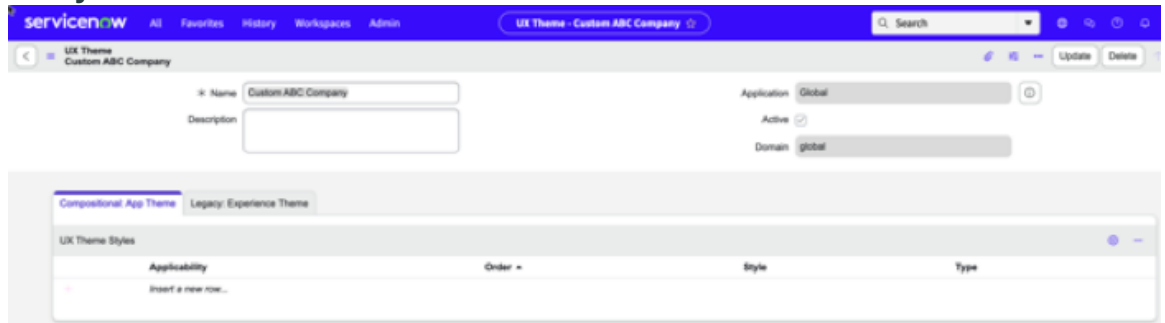 servicenow All Favorites History Workspaces Admin UX Theme - Custom ABC Company Search
UX Theme
Custom ABC Company
Update Delete
* Name Custom ABC Company
Application Global
Description
Active
Domain global
Compositional: App Theme Legacy: Experience Theme
UX Theme Styles
Applicability Order Style Type
Insert a new row...